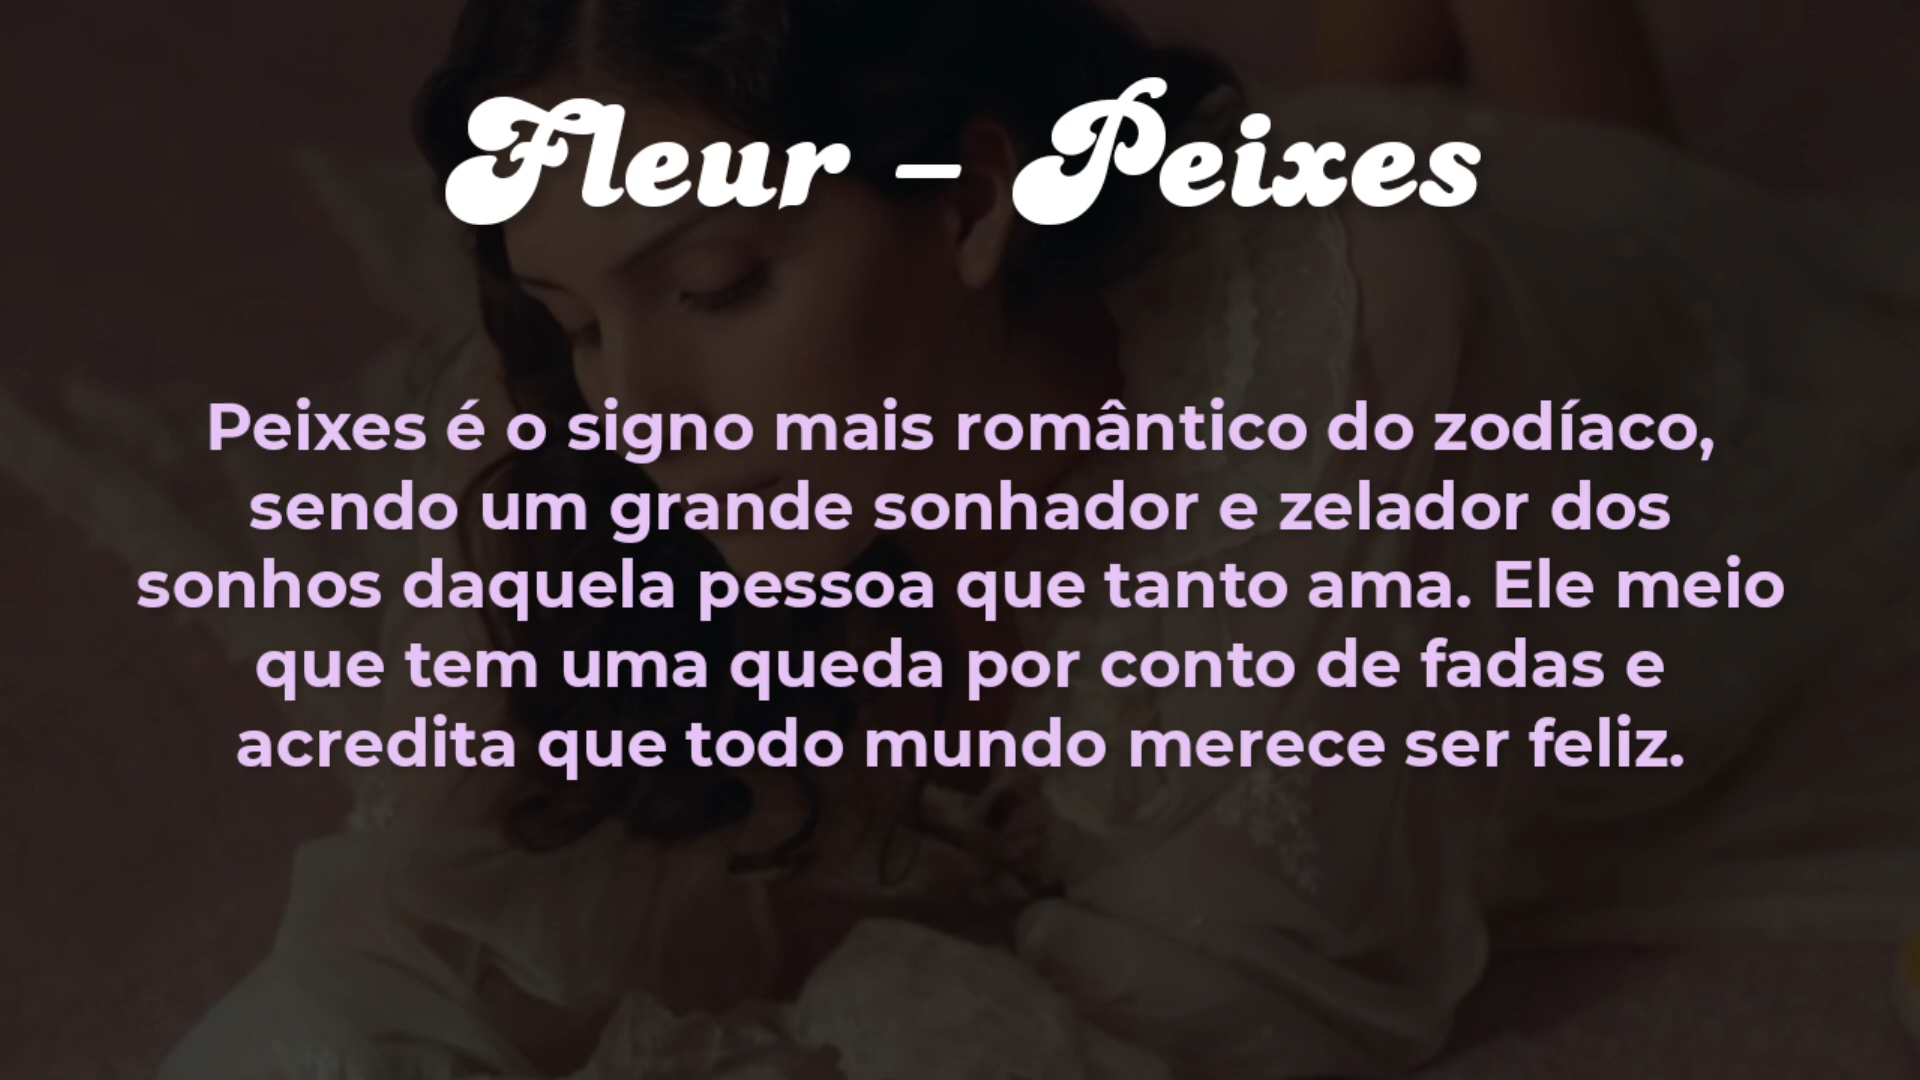 Fleur - Peixes
Peixes é o signo mais romântico do zodíaco,
sendo um grande sonhador e zelador dos
sonhos daquela pessoa que tanto ama. Ele meio
que tem uma queda por conto de fadas e
acredita que todo mundo merece ser feliz.